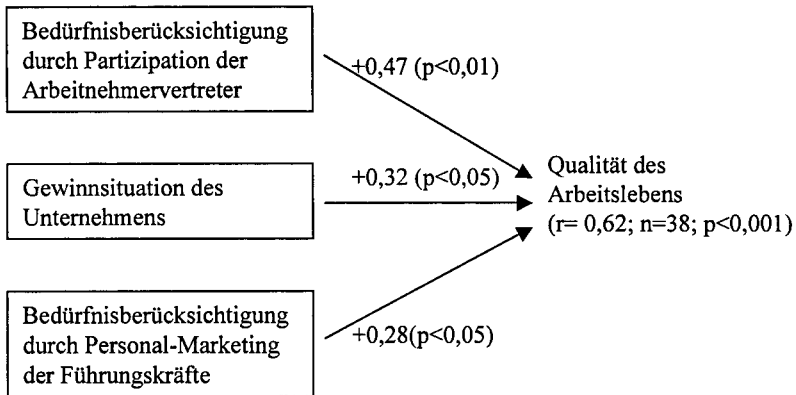 Bedürfnisberücksichtigung
durch Partizipation der
Arbeitnehmervertreter
+0,47 (p<0,01)
Gewinnsituation des
Unternehmens
+0,32 (p<0,05)
Qualität des
Arbeitslebens
(r= 0,62; n=38; p<0,001)
Bedürfnisberücksichtigung
durch Personal-Marketing
der Führungskräfte
+0,28(p<0,05)